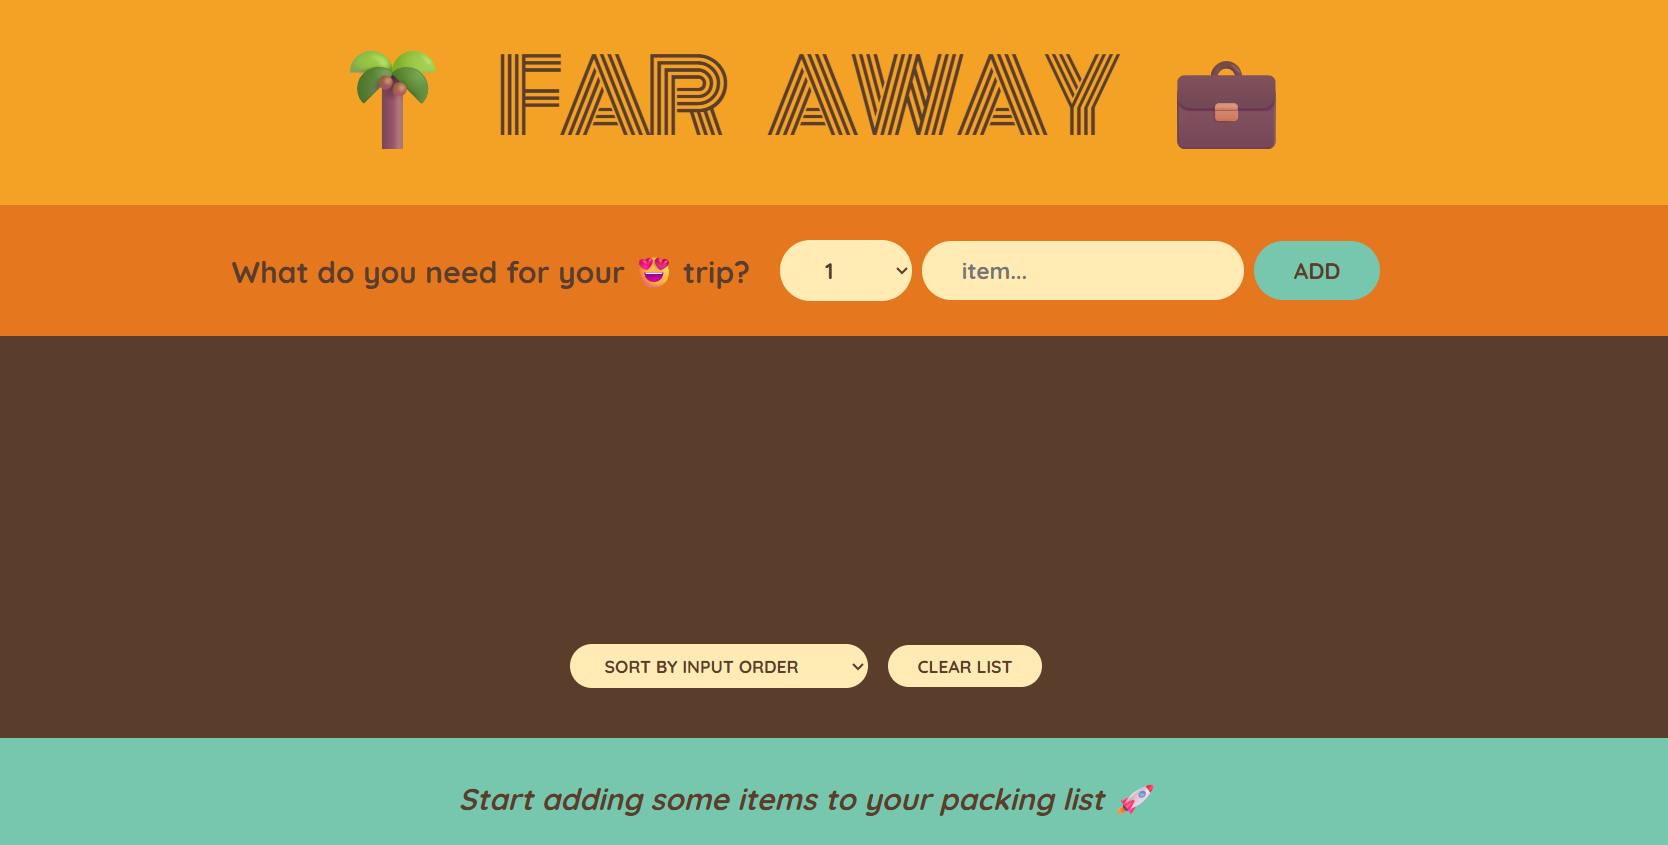 🌴 FAR AWAY 💼
What do you need for your 😍 trip? 1 item... ADD
SORT BY INPUT ORDER CLEAR LIST
Start adding some items to your packing list 🚀